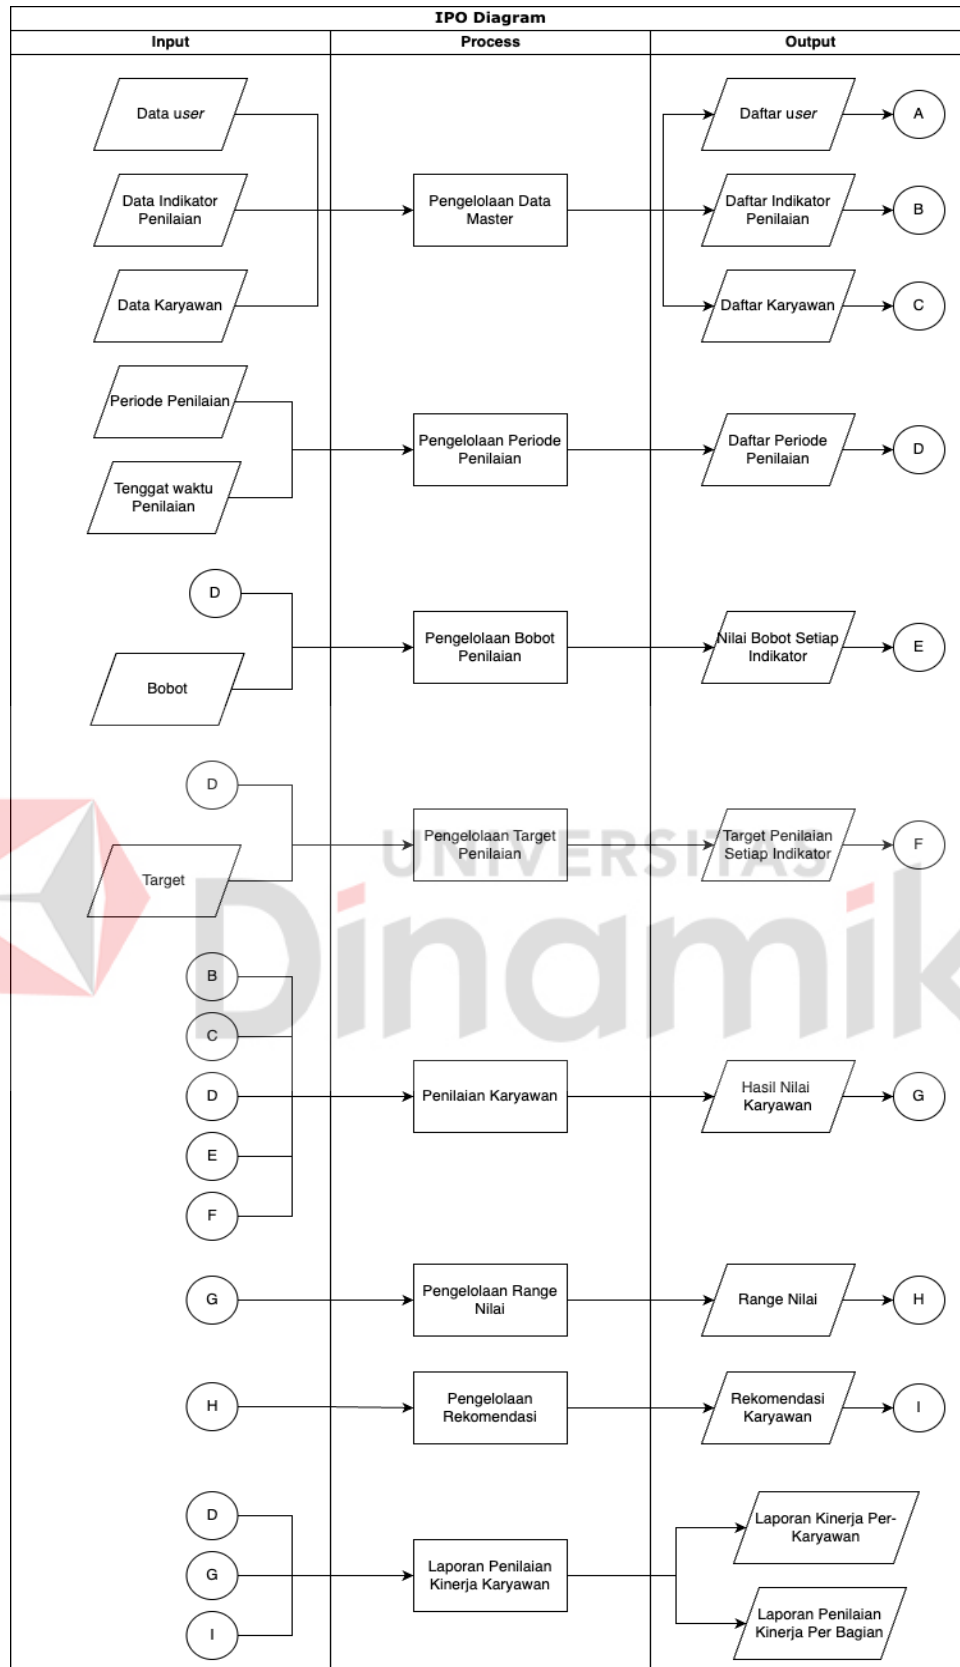 IPO Diagram
Input
Process
Output
Data user
Daftar user
A
Data Indikator
Penilaian
Pengelolaan Data
Master
Daftar Indikator
Penilaian
B
Data Karyawan
Daftar Karyawan
C
Periode Penilaian
Tenggat waktu
Penilaian
Pengelolaan Periode
Penilaian
Daftar Periode
Penilaian
D
D
Bobot
Pengelolaan Bobot
Penilaian
Nilai Bobot Setiap
Indikator
E
D
Target
Pengelolaan Target
Penilaian
Target Penilaian
Setiap Indikator
F
UNIVERSITAS
Dinamik
B
C
D
E
F
Penilaian Karyawan
Hasil Nilai
Karyawan
G
G
Pengelolaan Range
Nilai
Range Nilai
H
H
Pengelolaan
Rekomendasi
Rekomendasi
Karyawan
I
D
G
I
Laporan Penilaian
Kinerja Karyawan
Laporan Kinerja Per-
Karyawan
Laporan Penilaian
Kinerja Per Bagian